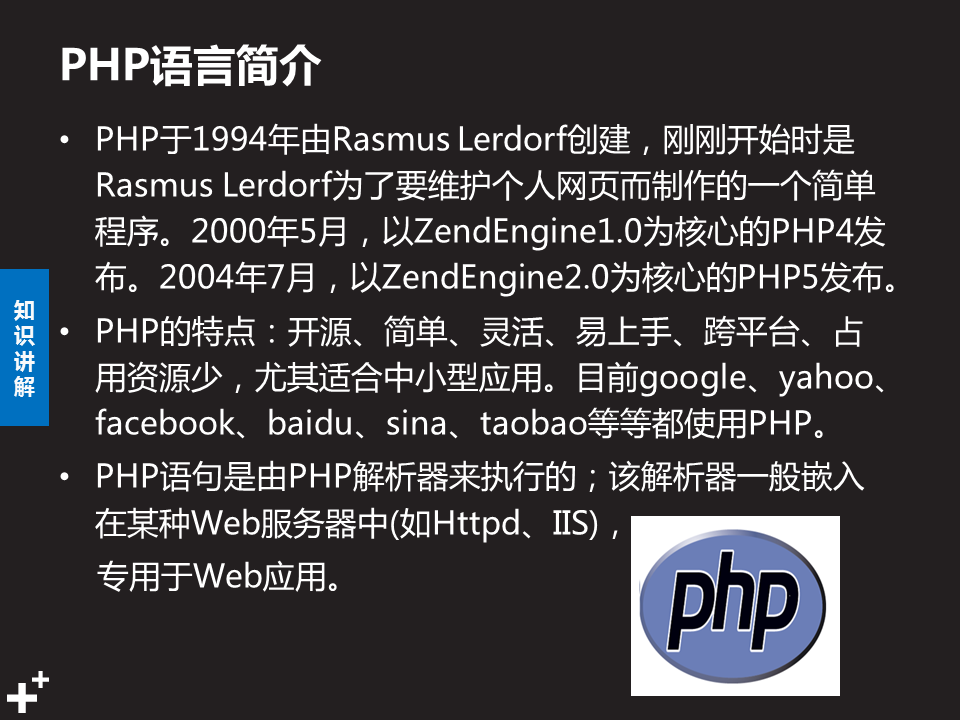 PHP语言简介
• PHP于1994年由Rasmus Lerdorf创建，刚刚开始时是
Rasmus Lerdorf为了要维护个人网页而制作的一个简单
程序。2000年5月，以ZendEngine1.0为核心的PHP4发
布。2004年7月，以ZendEngine2.0为核心的PHP5发布。
• PHP的特点：开源、简单、灵活、易上手、跨平台、占
用资源少，尤其适合中小型应用。目前google、yahoo、
facebook、baidu、sina、taobao等等都使用PHP。
• PHP语句是由PHP解析器来执行的；该解析器一般嵌入
在某种Web服务器中(如Httpd、IIS)，
专用于Web应用。
知
识
讲
解
php